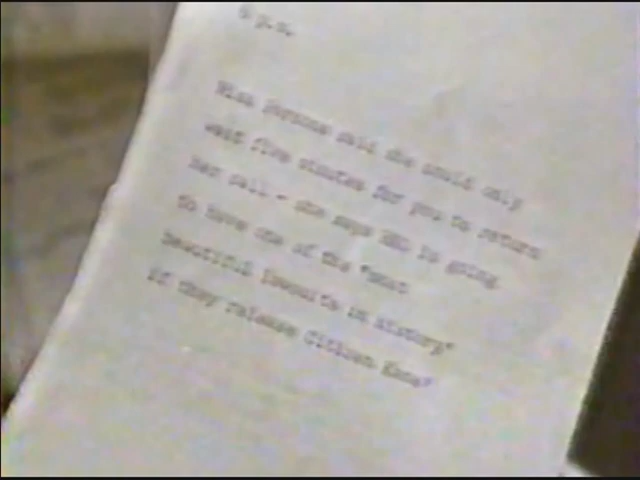 5 p.m.
Miss Parsons said she could only
wait five minutes for you to return
her call - she says RKO is going
to have one of the "most
beautiful lawsuits in history"
if they release Citizen Kane"